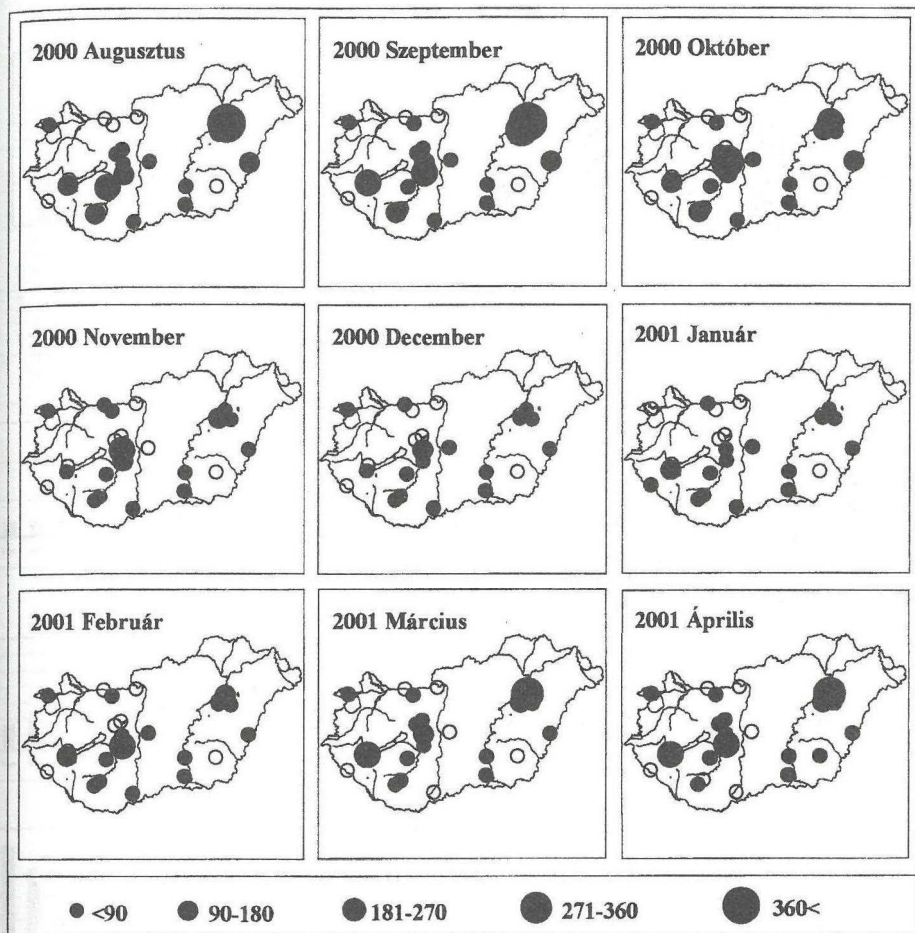 2000 Augusztus
2000 Szeptember
2000 Október
2000 November
2000 December
2001 Január
2001 Február
2001 Március
2001 Április
<90
90-180
181-270
271-360
360<